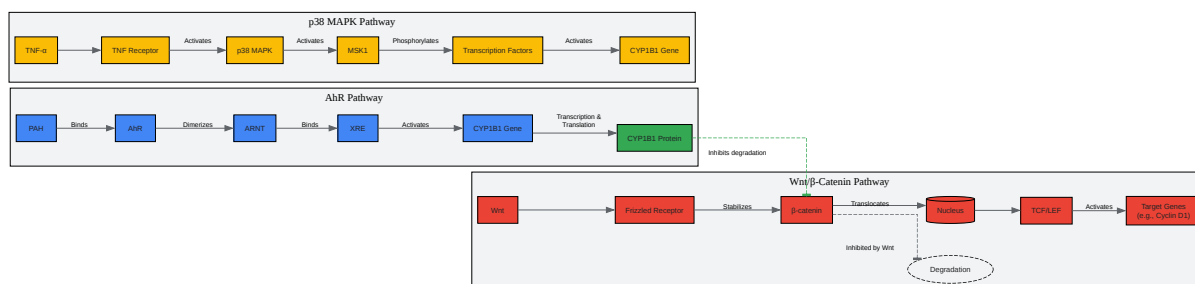 p38 MAPK Pathway
TNF-α
TNF Receptor
Activates
p38 MAPK
Activates
MSK1
Phosphorylates
Transcription Factors
Activates
CYP1B1 Gene
AhR Pathway
PAH
Binds
AhR
Dimerizes
ARNT
Binds
XRE
Activates
CYP1B1 Gene
Transcription &
Translation
CYP1B1 Protein
Inhibits degradation
Wnt/β-Catenin Pathway
Wnt
Frizzled Receptor
Stabilizes
β-catenin
Translocates
Nucleus
TCF/LEF
Activates
Target Genes
(e.g., Cyclin D1)
Inhibited by Wnt
Degradation